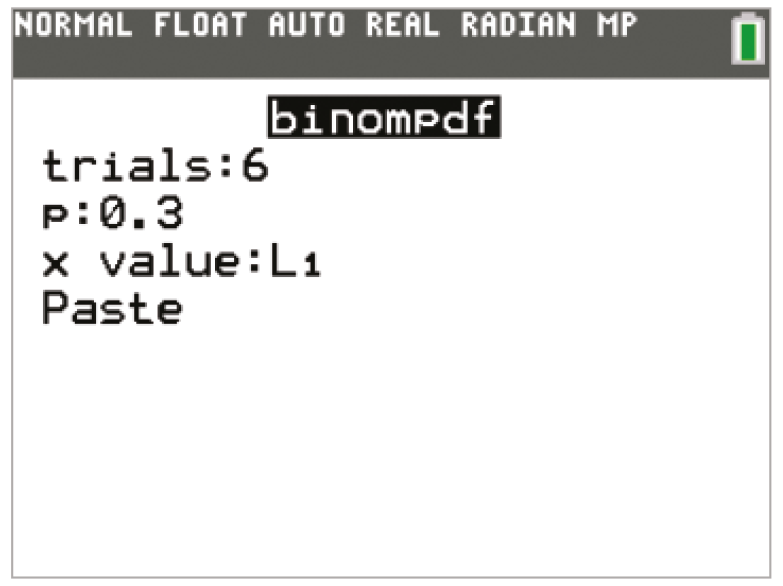 NORMAL FLOAT AUTO REAL RADIAN MP
binompdf
trials:6
p:0.3
x value:L₁
Paste